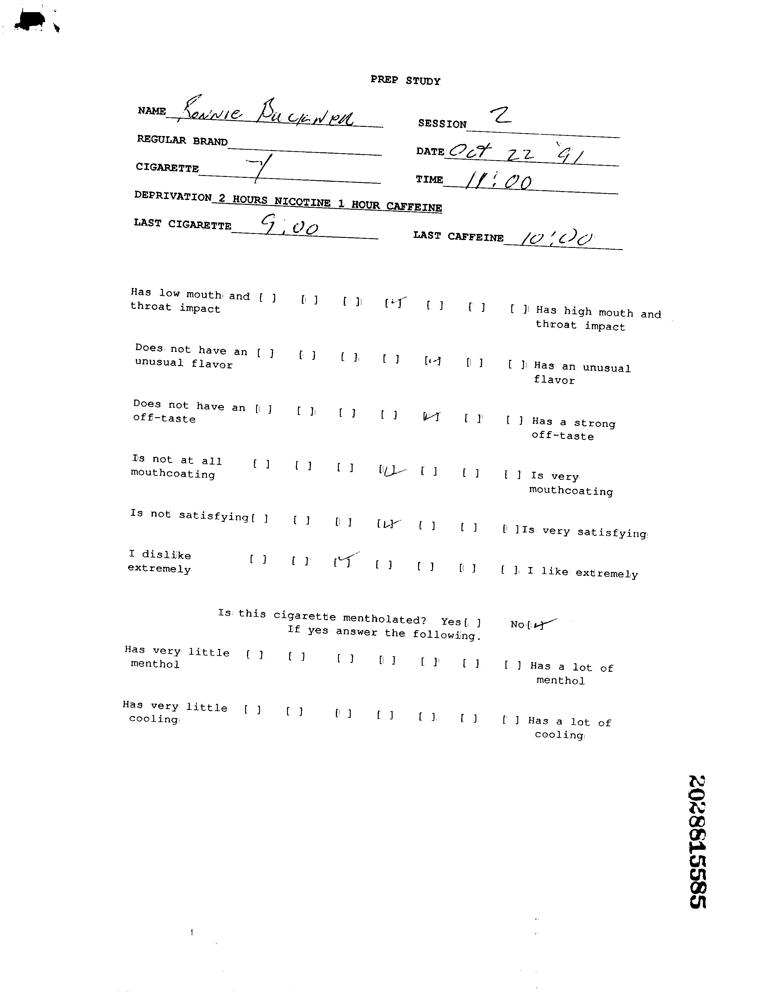 PREP STUDY
NAME Ronnie Buckner SESSION 2
REGULAR BRAND DATE Oct 22 '91
CIGARETTE TIME 11:00
DEPRIVATION 2 HOURS NICOTINE 1 HOUR CAFFEINE
LAST CIGARETTE 9:00 LAST CAFFEINE 10:00
Has low mouth and [ ] [ ] [ ] [✓] [ ] [ ] [ ] Has high mouth and
throat impact throat impact
Does not have an [ ] [ ] [ ] [ ] [✓] [ ] [ ] Has an unusual
unusual flavor flavor
Does not have an [ ] [ ] [ ] [ ] [✓] [ ] [ ] Has a strong
off-taste off-taste
Is not at all [ ] [ ] [ ] [✓] [ ] [ ] [ ] Is very
mouthcoating mouthcoating
Is not satisfying[ ] [ ] [ ] [✓] [ ] [ ] [ ]Is very satisfying
I dislike [ ] [ ] [✓] [ ] [ ] [ ] [ ] I like extremely
extremely
Is this cigarette mentholated? Yes[ ] No[✓]
If yes answer the following.
Has very little [ ] [ ] [ ] [ ] [ ] [ ] [ ] Has a lot of
menthol menthol
Has very little [ ] [ ] [ ] [ ] [ ] [ ] [ ] Has a lot of
cooling cooling
2028815585